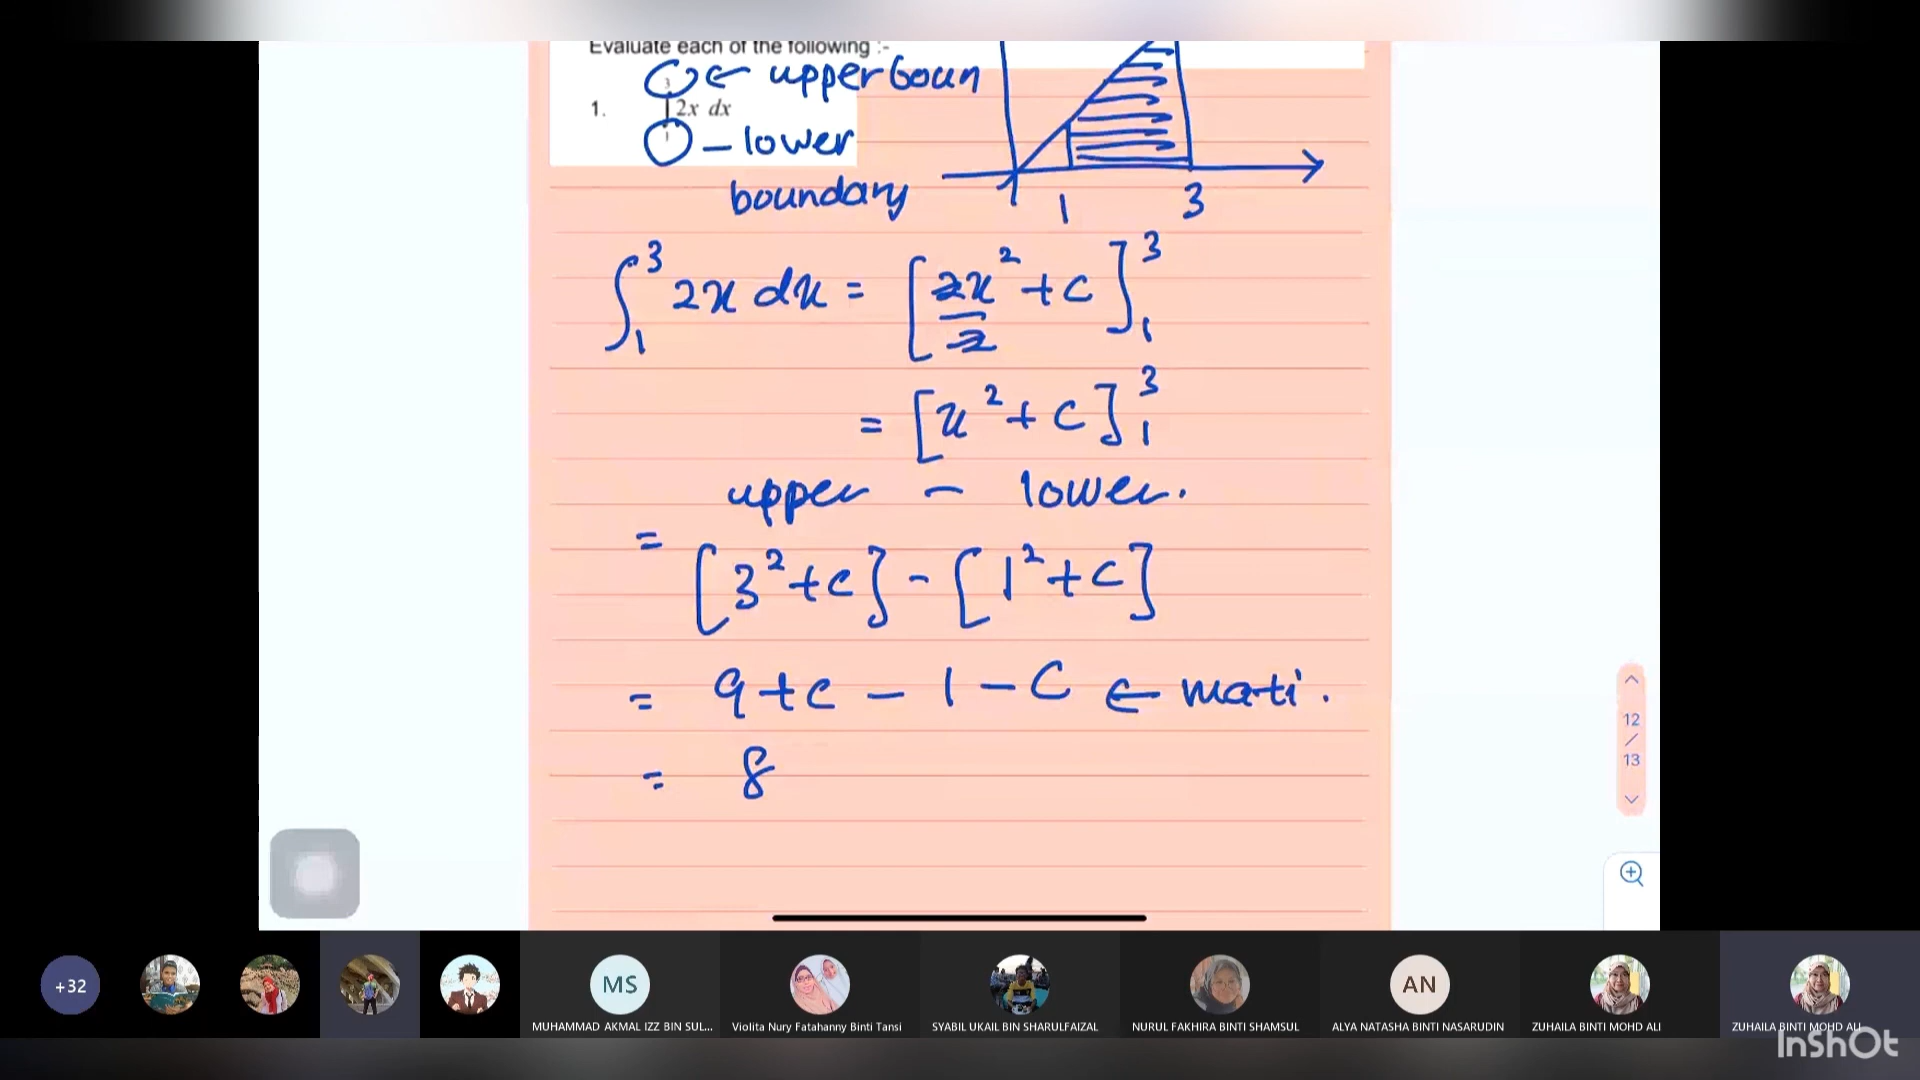 Evaluate each of the following :-
3 ← upper boun
1. ∫ 2x dx
1 – lower
boundary
1 3
∫₁³ 2x dx = [2x²/2 + c]₁³
= [x² + c]₁³
upper – lower.
= [3² + c] - [1² + c]
= 9 + c – 1 – C ← mati.
= 8
12
/
13
+32
MS
AN
MUHAMMAD AKMAL IZZ BIN SUL...
Violita Nury Fatahanny Binti Tansi
SYABIL UKAIL BIN SHARULFAIZAL
NURUL FAKHIRA BINTI SHAMSUL
ALYA NATASHA BINTI NASARUDIN
ZUHAILA BINTI MOHD ALI
ZUHAILA BINTI MOHD ALI
InShOt